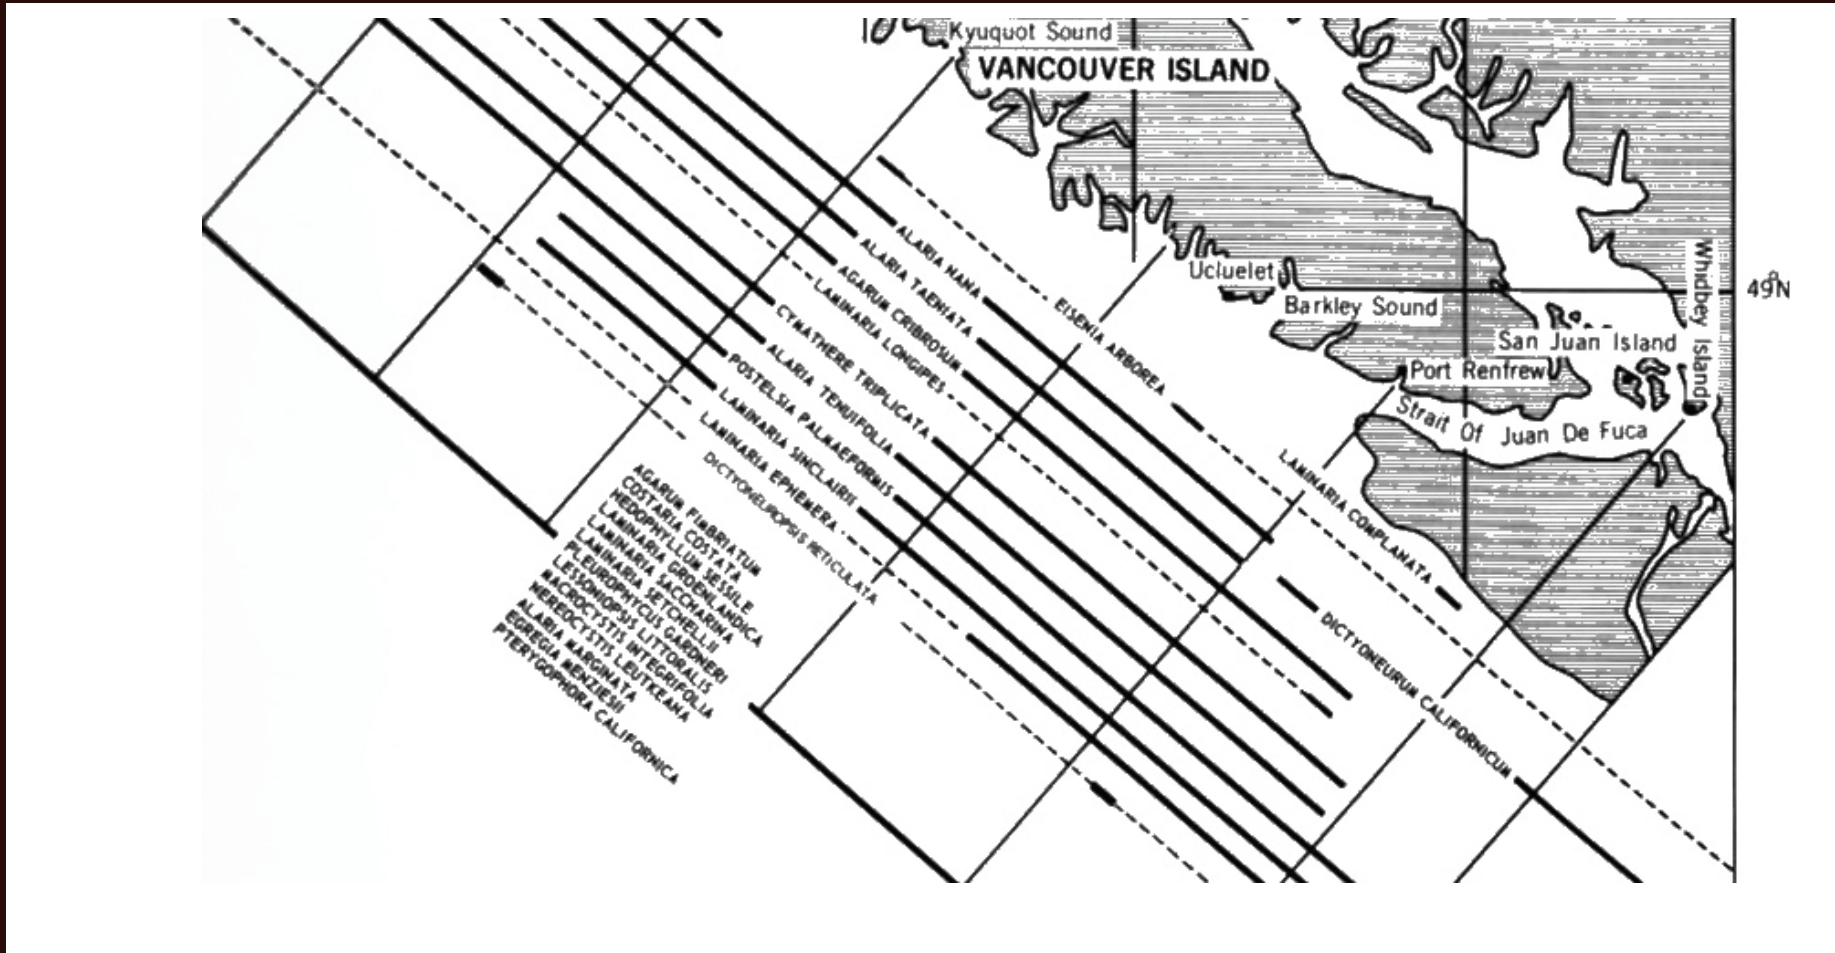 Kyuquot Sound
VANCOUVER ISLAND
Ucluelet
Barkley Sound
49°N
Whidbey Island
San Juan Island
Port Renfrew
Strait Of Juan De Fuca
ALARIA NANA
ALARIA TAENIATA
AGARUM CRIBROSUM
LAMINARIA LONGIPES
EISENIA ARBOREA
CYMATHERE TRIPLICATA
ALARIA TENUIFOLIA
POSTELSIA PALMAEFORMIS
LAMINARIA SINCLAIRII
LAMINARIA EPHEMERA
DICTYONEUROPSIS RETICULATA
LAMINARIA COMPLANATA
DICTYONEURUM CALIFORNICUM
AGARUM FIMBRIATUM
COSTARIA COSTATA
HEDOPHYLLUM SESSILE
LAMINARIA GROENLANDICA
LAMINARIA SACCHARINA
LAMINARIA SETCHELLII
PLEUROPHYCUS GARDNERI
LESSONIOPSIS LITTORALIS
MACROCYSTIS INTEGRIFOLIA
NEREOCYSTIS LEUTKEANA
ALARIA MARGINATA
EGREGIA MENZIESII
PTERYGOPHORA CALIFORNICA